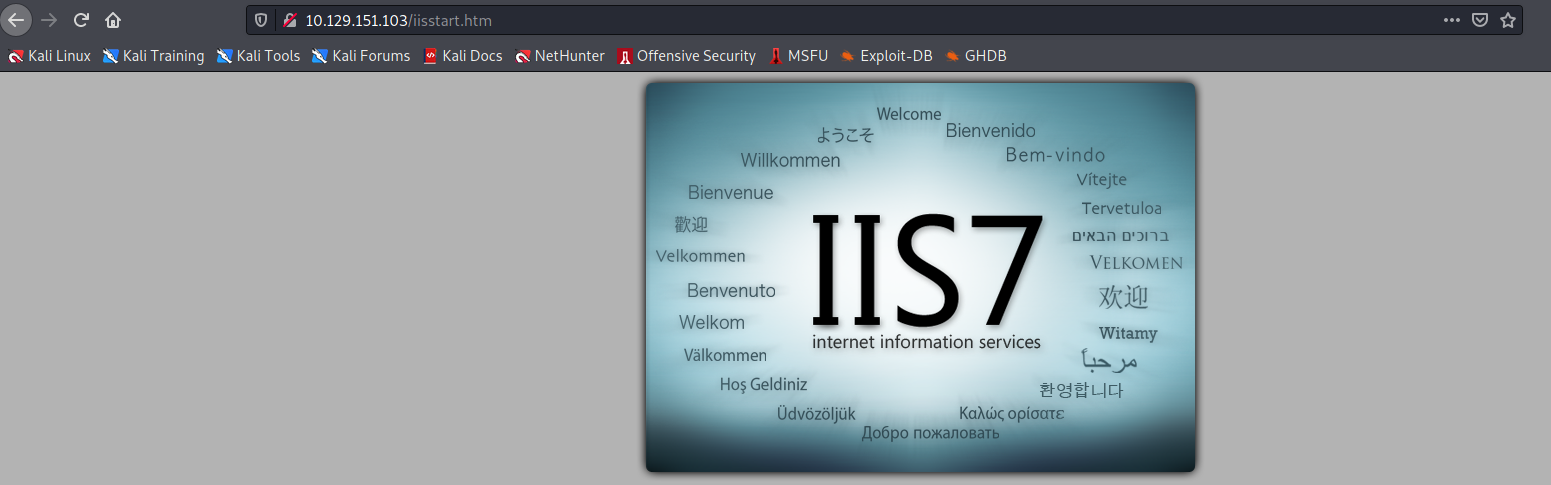 10.129.151.103/iisstart.htm
Kali Linux Kali Training Kali Tools Kali Forums Kali Docs NetHunter Offensive Security MSFU Exploit-DB GHDB
Welcome
ようこそ Bienvenido
Willkommen Bem-vindo
Bienvenue Vítejte
歡迎 Tervetuloa
Velkommen ברוכים הבאים
VELKOMEN
Benvenuto 欢迎
IIS7
Welkom Witamy
internet information services
Välkommen مرحباً
Hoş Geldiniz 환영합니다
Üdvözöljük Καλώς ορίσατε
Добро пожаловать